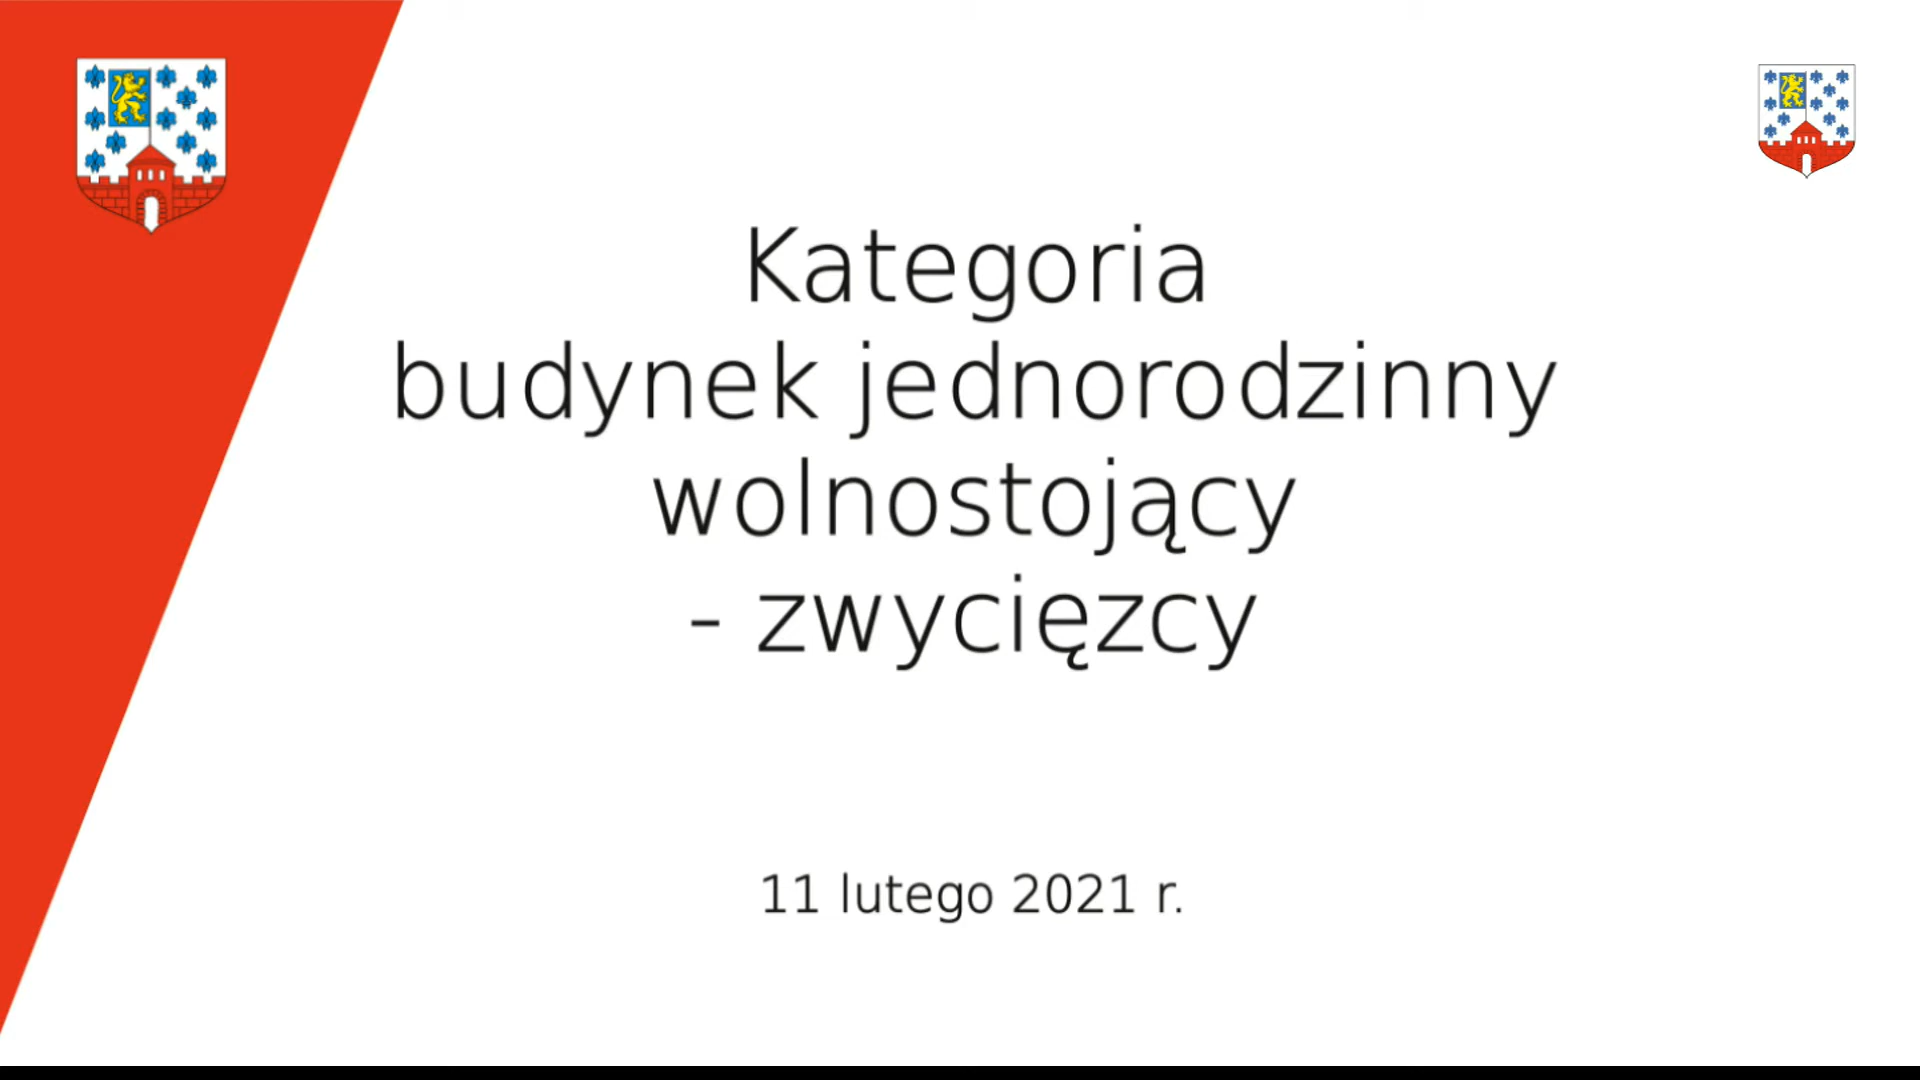 Kategoria
budynek jednorodzinny
wolnostojący
- zwycięzcy
11 lutego 2021 r.